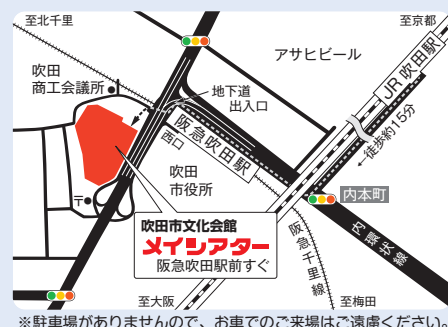 至北千里
至京都
アサヒビール
吹田
商工会議所
地下道
出入口
JR吹田駅
阪急吹田駅
←徒歩約15分
西口
吹田
市役所
〒
内本町
吹田市文化会館
メイシアター
阪急吹田駅前すぐ
内環状線
阪急千里線
至大阪
至梅田
※駐車場がありませんので、お車でのご来場はご遠慮ください。